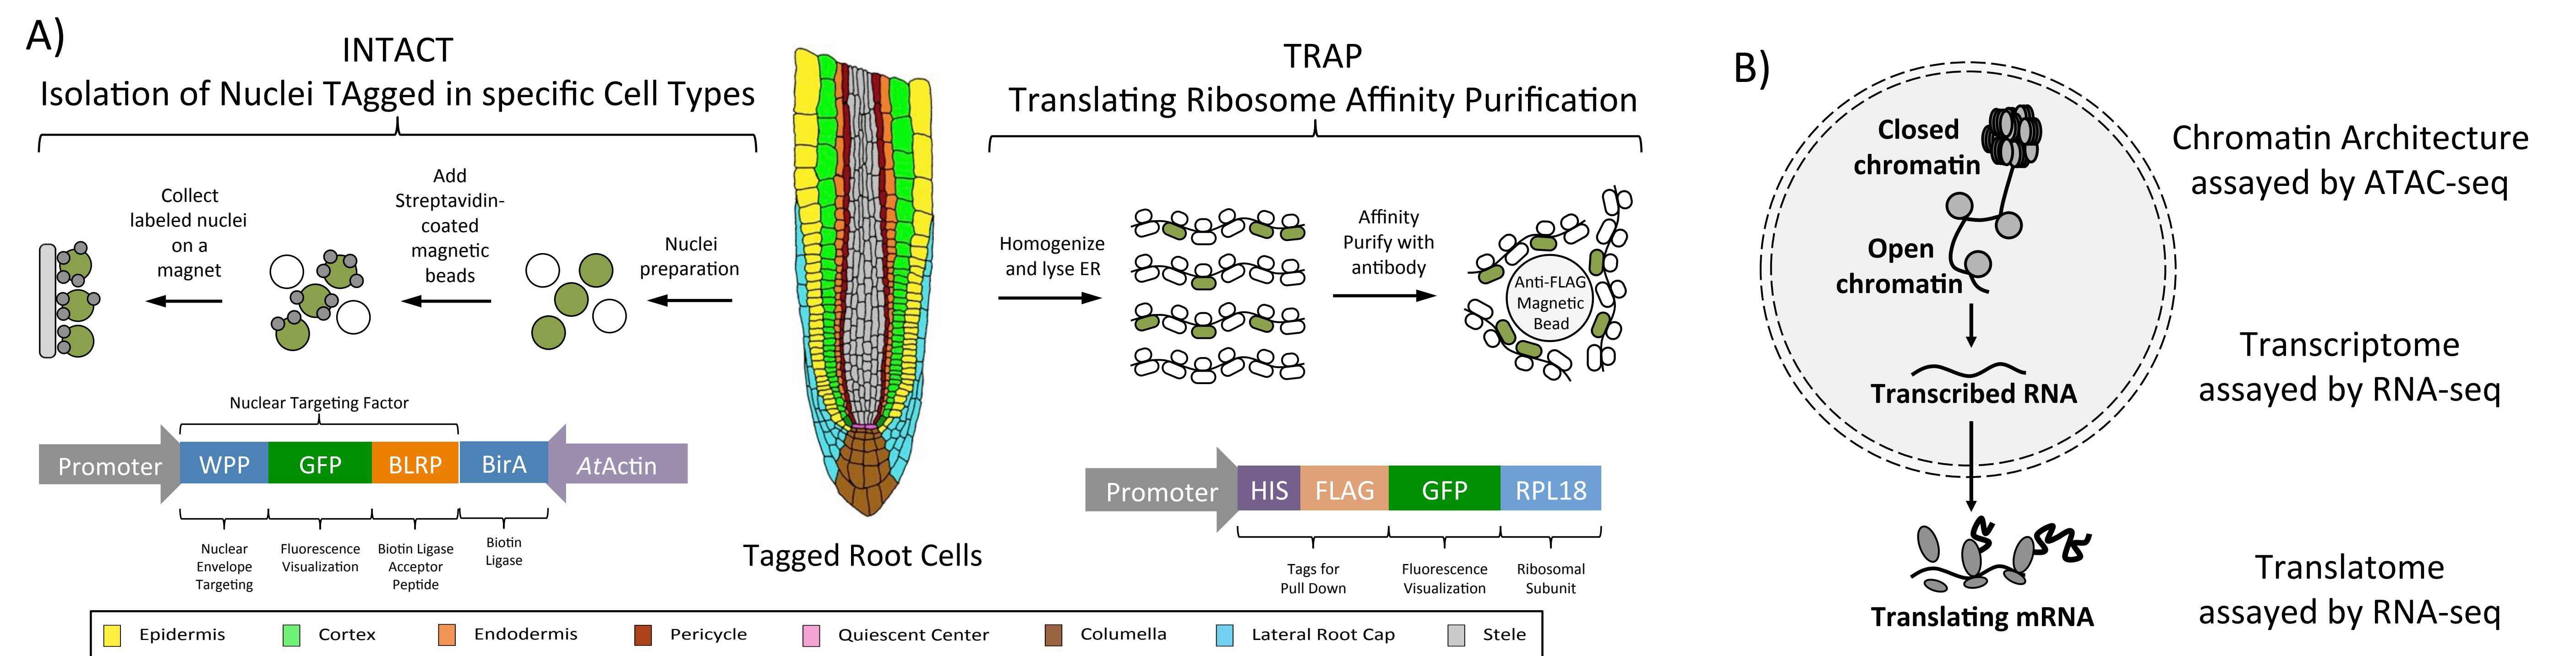 A)
INTACT
Isolation of Nuclei TAgged in specific Cell Types
Collect
labeled nuclei
on a
magnet
Add
Streptavidin-
coated
magnetic
beads
Nuclei
preparation
Nuclear Targeting Factor
Promoter
WPP
GFP
BLRP
BirA
AtActin
Nuclear
Envelope
Targeting
Fluorescence
Visualization
Biotin Ligase
Acceptor
Peptide
Biotin
Ligase
Tagged Root Cells
TRAP
Translating Ribosome Affinity Purification
Homogenize
and lyse ER
Affinity
Purify with
antibody
Anti-FLAG
Magnetic
Bead
Promoter
HIS
FLAG
GFP
RPL18
Tags for
Pull Down
Fluorescence
Visualization
Ribosomal
Subunit
Epidermis
Cortex
Endodermis
Pericycle
Quiescent Center
Columella
Lateral Root Cap
Stele
B)
Closed
chromatin
Open
chromatin
Transcribed RNA
Translating mRNA
Chromatin Architecture
assayed by ATAC-seq
Transcriptome
assayed by RNA-seq
Translatome
assayed by RNA-seq